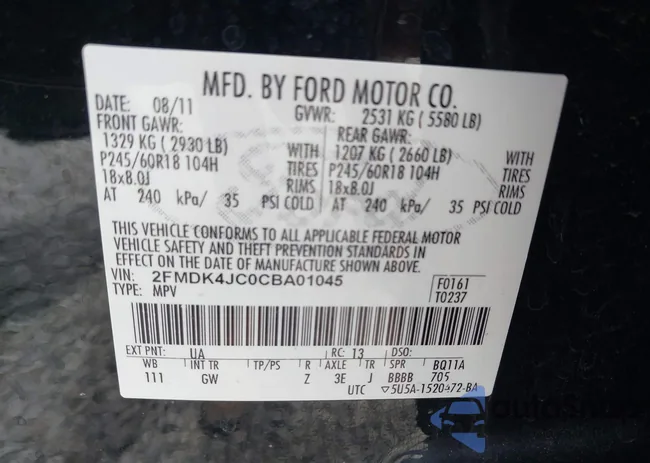 MFD. BY FORD MOTOR CO.
DATE: 08/11 GVWR: 2531 KG ( 5580 LB)
FRONT GAWR: REAR GAWR:
1329 KG ( 2930 LB) WITH 1207 KG ( 2660 LB) WITH
P245/60R18 104H TIRES P245/60R18 104H TIRES
18x8.0J RIMS 18x8.0J RIMS
AT 240 kPa/ 35 PSI COLD AT 240 kPa/ 35 PSI COLD
THIS VEHICLE CONFORMS TO ALL APPLICABLE FEDERAL MOTOR
VEHICLE SAFETY AND THEFT PREVENTION STANDARDS IN
EFFECT ON THE DATE OF MANUFACTURE SHOWN ABOVE.
VIN: 2FMDK4JC0CBA01045 F0161
TYPE: MPV T0237
EXT PNT: UA RC: 13 DSO:
WB INT TR TP/PS R AXLE TR BQ11A
111 GW Z 3E J BBBB 705
UTC ▽5U5A-1520472-BA